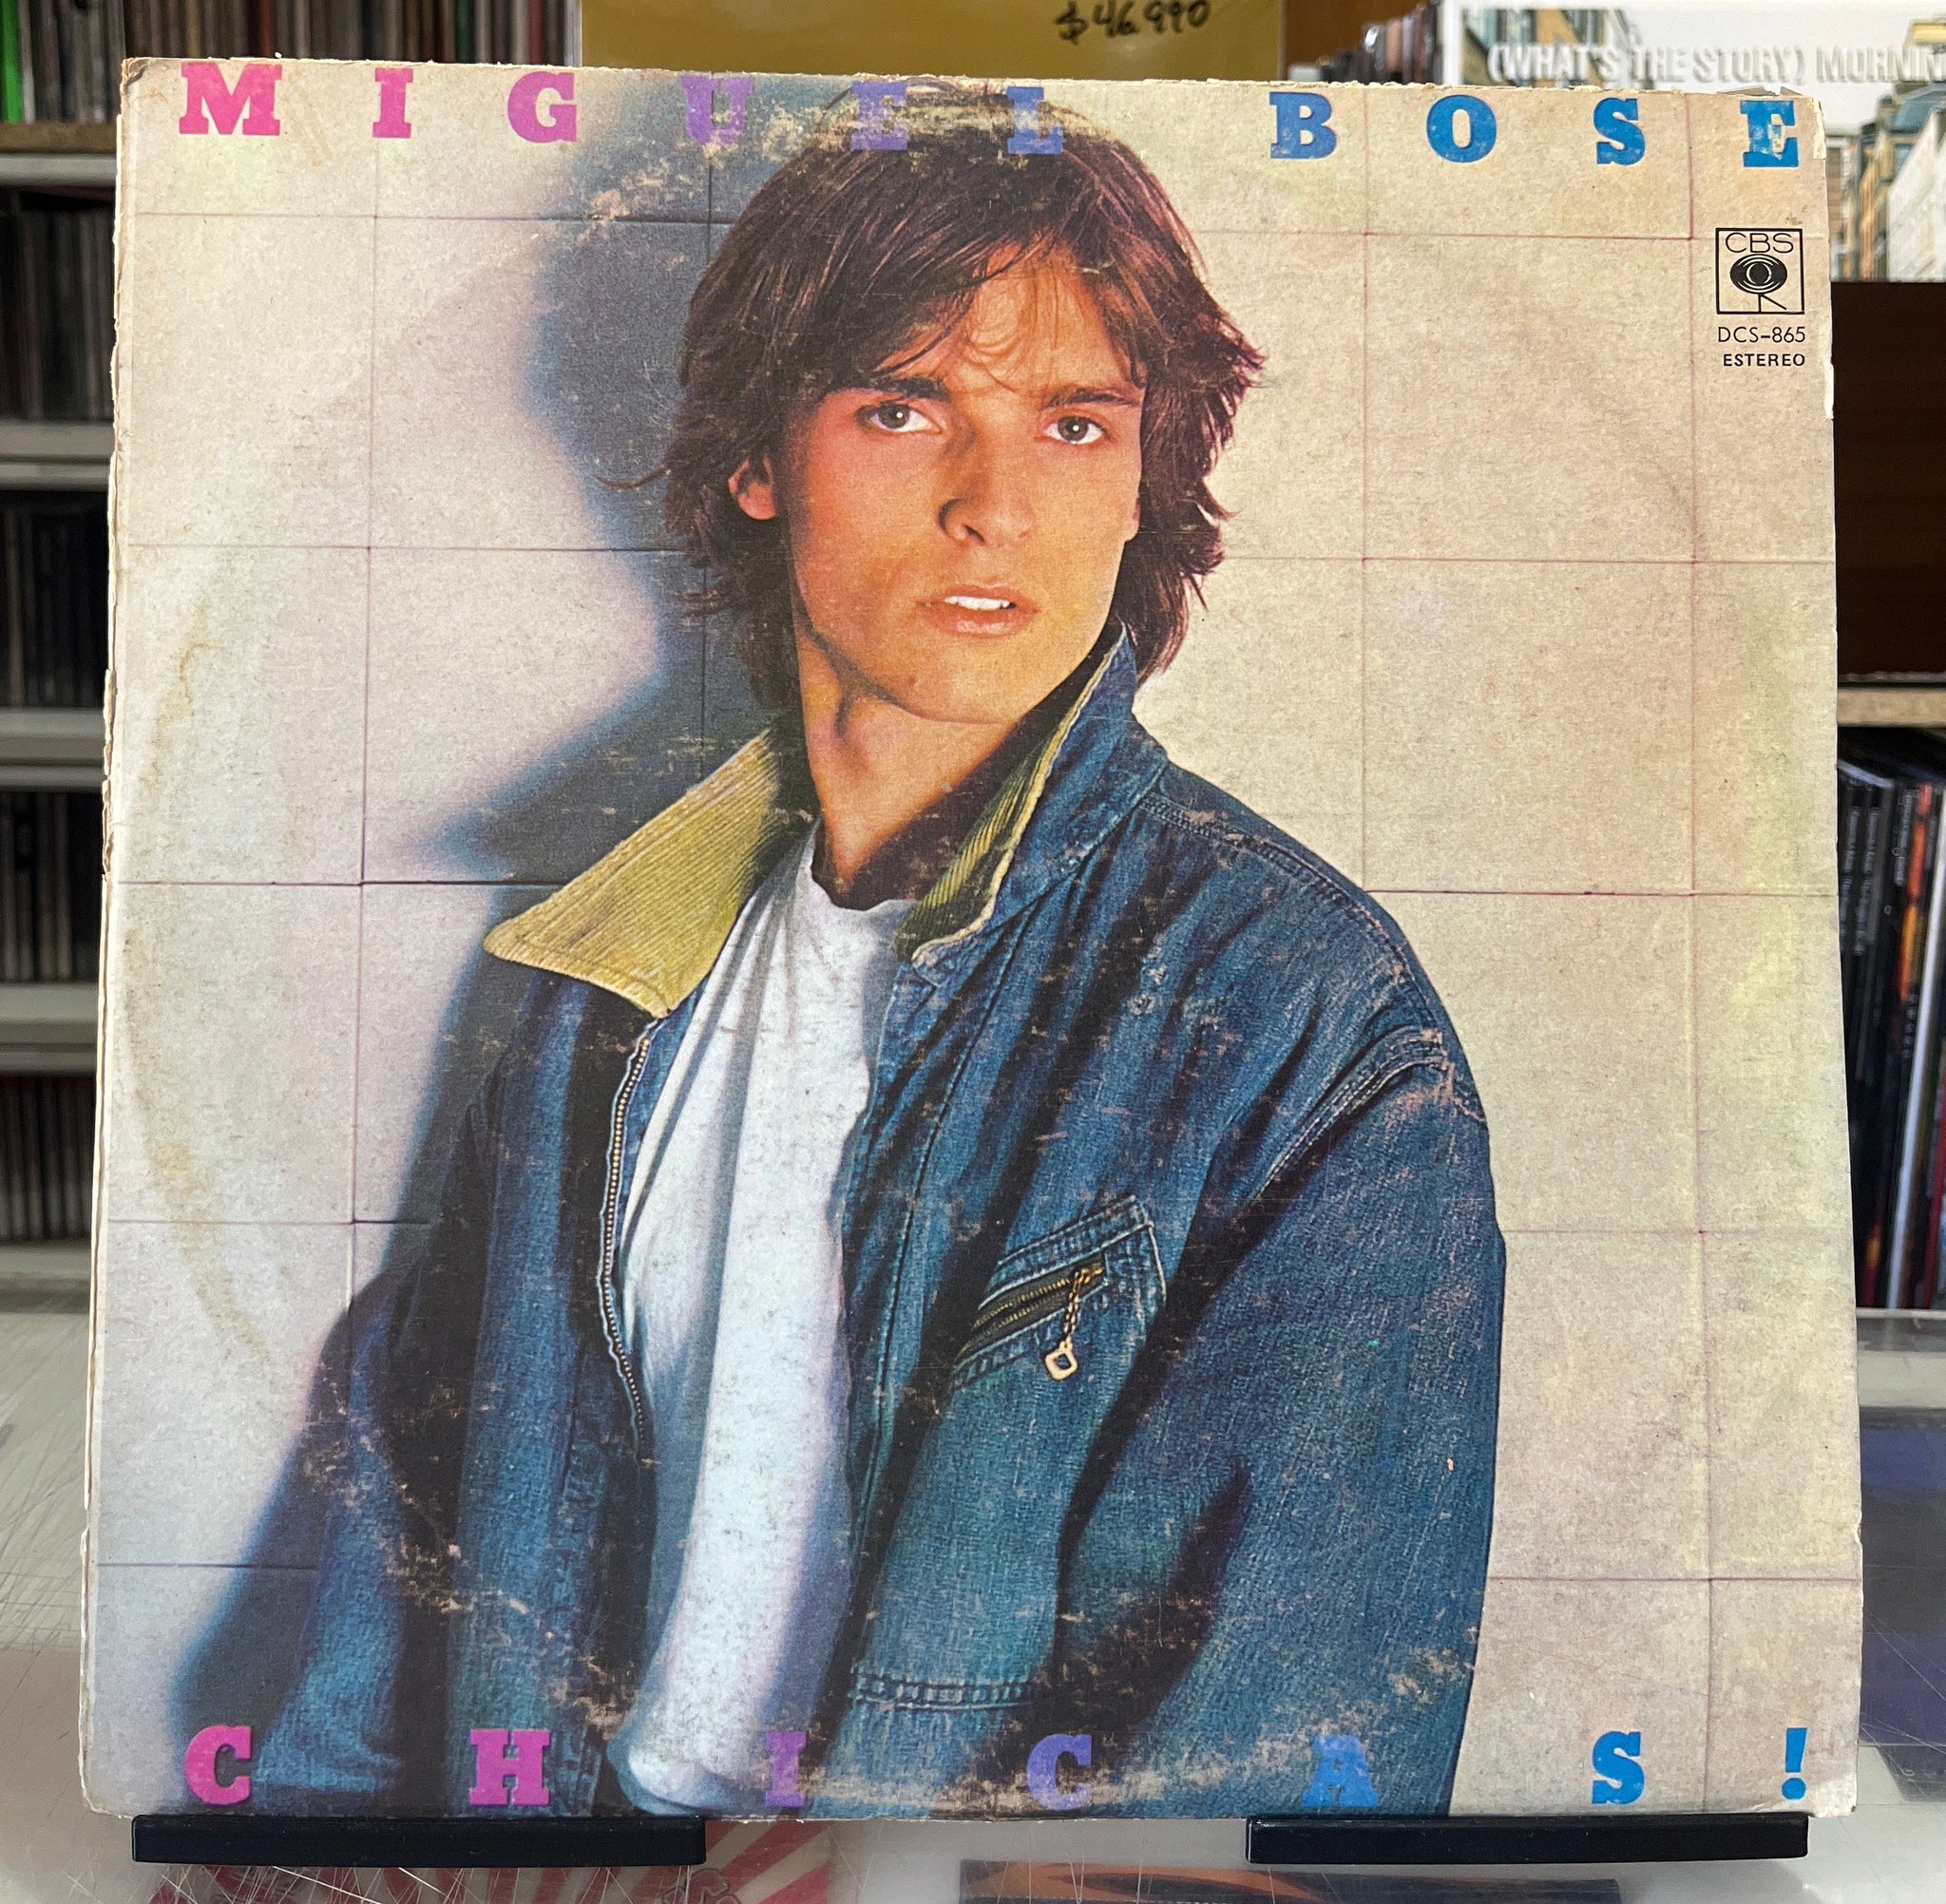 $46.990
(WHAT'S THE STORY) MORNIN
MIGUEL BOSE
CBS
DCS-865
ESTEREO
CHICAS!